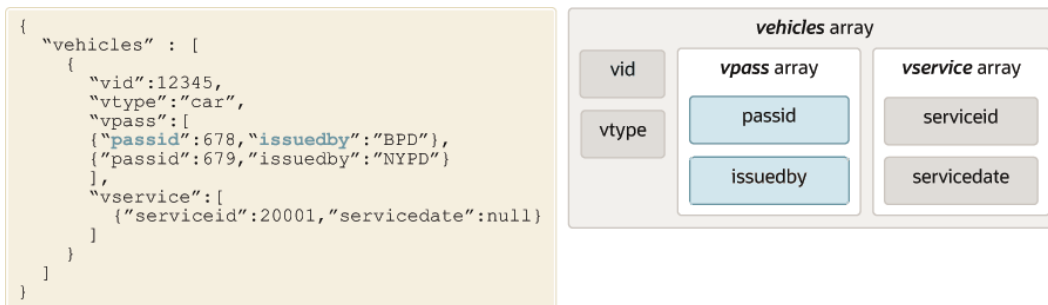 {
“vehicles” : [
{
“vid”:12345,
“vtype”:”car”,
“vpass”:[
{“passid”:678,“issuedby”:”BPD”},
{”passid”:679,”issuedby”:”NYPD”}
],
“vservice”:[
{”serviceid”:20001,”servicedate”:null}
]
}
]
}
vehicles array
vid
vtype
vpass array
passid
issuedby
vservice array
serviceid
servicedate